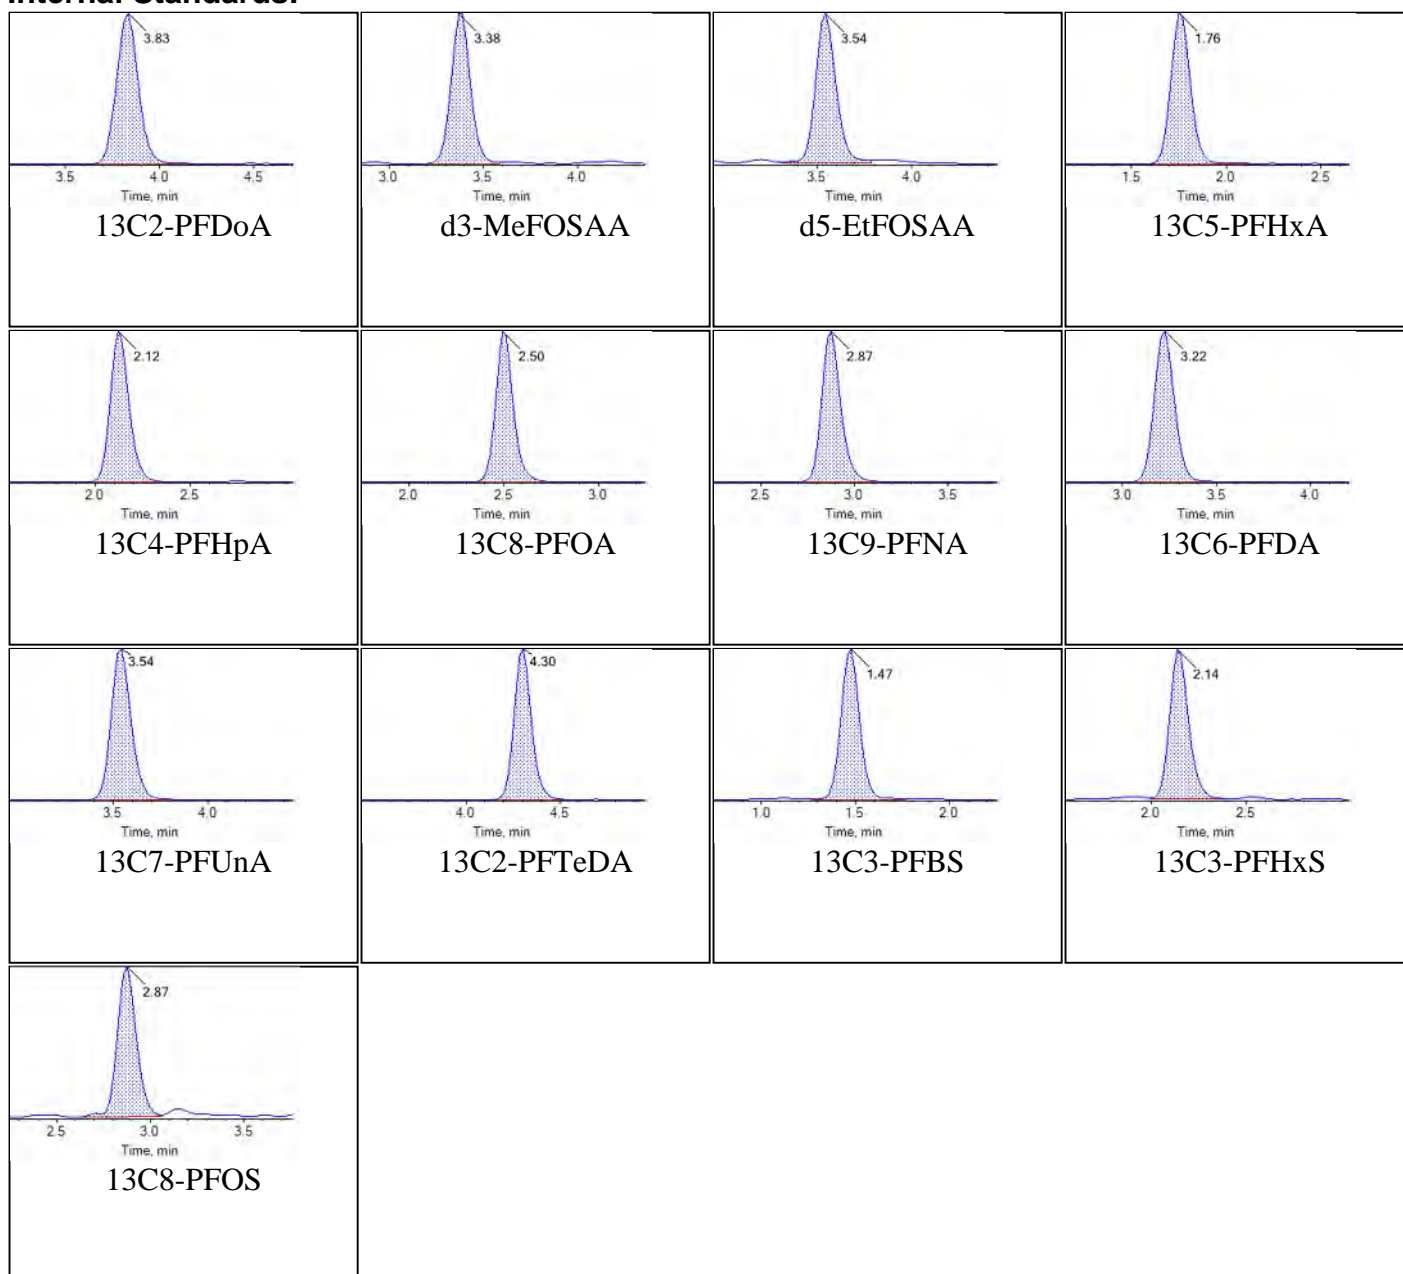 Internal Standards:
3.83
3.5 4.0 4.5
Time, min
13C2-PFDoA
3.38
3.0 3.5 4.0
Time, min
d3-MeFOSAA
3.54
3.5 4.0
Time, min
d5-EtFOSAA
1.76
1.5 2.0 2.5
Time, min
13C5-PFHxA
2.12
2.0 2.5
Time, min
13C4-PFHpA
2.50
2.0 2.5 3.0
Time, min
13C8-PFOA
2.87
2.5 3.0 3.5
Time, min
13C9-PFNA
3.22
3.0 3.5 4.0
Time, min
13C6-PFDA
3.54
3.5 4.0
Time, min
13C7-PFUnA
4.30
4.0 4.5
Time, min
13C2-PFTeDA
1.47
1.0 1.5 2.0
Time, min
13C3-PFBS
2.14
2.0 2.5
Time, min
13C3-PFHxS
2.87
2.5 3.0 3.5
Time, min
13C8-PFOS